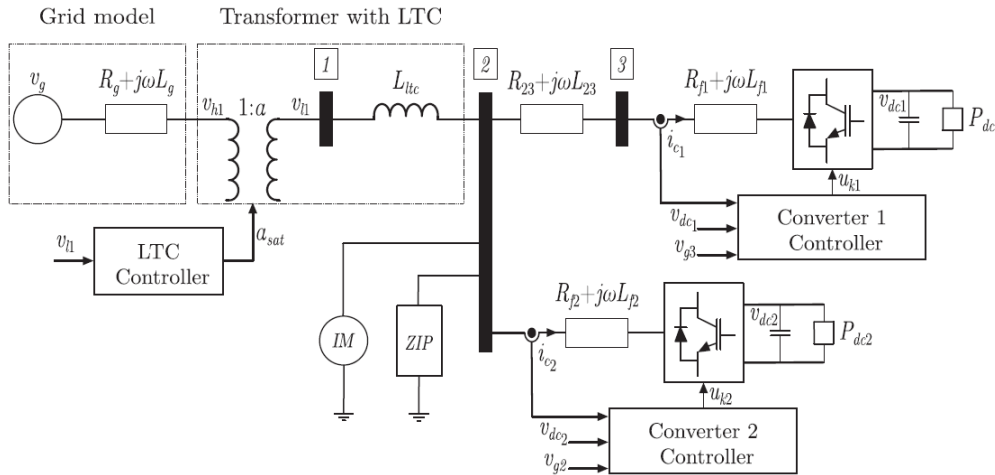 Grid model
Transformer with LTC
v_g
R_g+jωL_g
v_h1
1:a
v_l1
1
L_ltc
2
R_23+jωL_23
3
R_f1+jωL_f1
i_c1
v_dc1
P_dc
u_k1
v_l1
LTC
Controller
a_sat
v_dc1
v_g3
Converter 1
Controller
IM
ZIP
R_f2+jωL_f2
i_c2
v_dc2
P_dc2
u_k2
v_dc2
v_g2
Converter 2
Controller